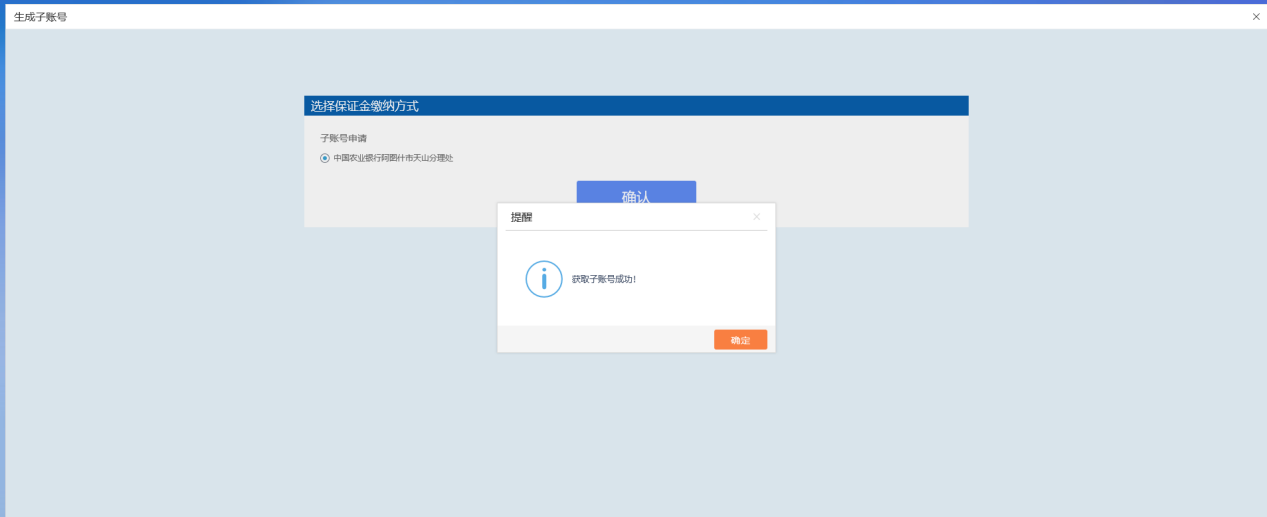 生成子账号
选择保证金缴纳方式
子账号申请
中国农业银行阿图什市天山分理处
确认
提醒
获取子账号成功!
确定